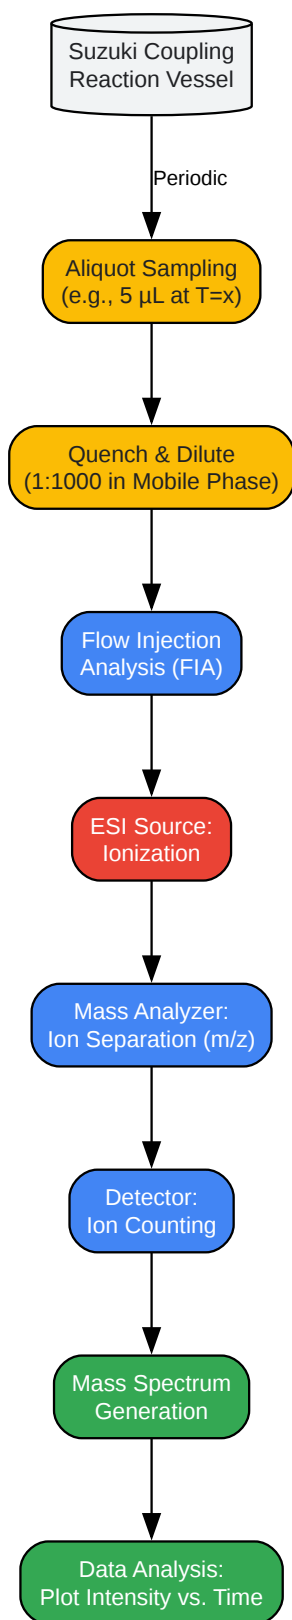 Suzuki Coupling
Reaction Vessel
Periodic
Aliquot Sampling
(e.g., 5 µL at T=x)
Quench & Dilute
(1:1000 in Mobile Phase)
Flow Injection
Analysis (FIA)
ESI Source:
Ionization
Mass Analyzer:
Ion Separation (m/z)
Detector:
Ion Counting
Mass Spectrum
Generation
Data Analysis:
Plot Intensity vs. Time